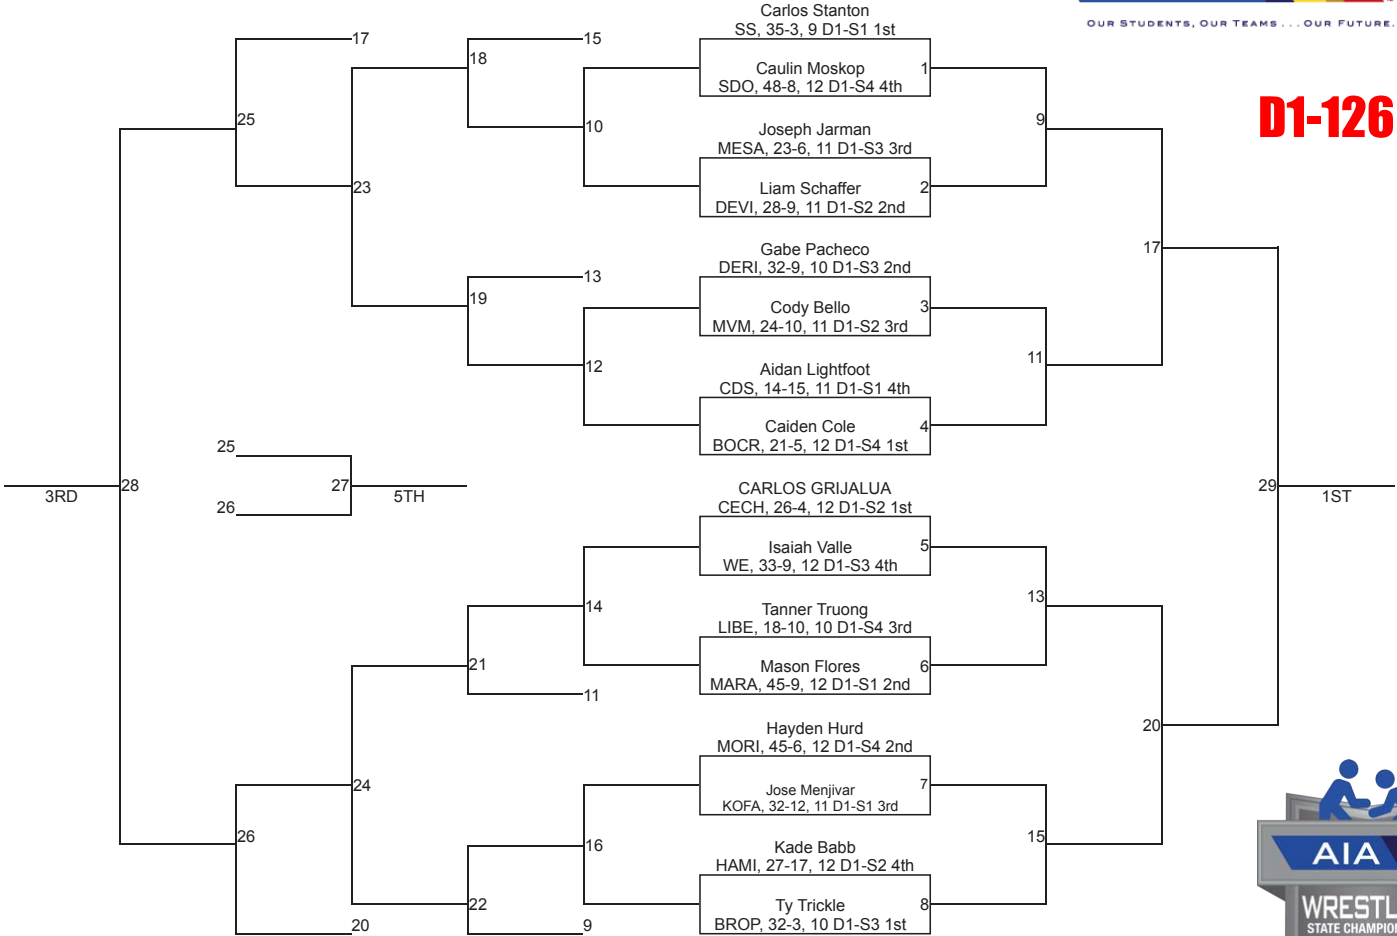 OUR STUDENTS, OUR TEAMS . . . OUR FUTURE.
D1-126
Carlos Stanton
SS, 35-3, 9 D1-S1 1st
Caulin Moskop
SDO, 48-8, 12 D1-S4 4th
1
Joseph Jarman
MESA, 23-6, 11 D1-S3 3rd
Liam Schaffer
DEVI, 28-9, 11 D1-S2 2nd
2
Gabe Pacheco
DERI, 32-9, 10 D1-S3 2nd
Cody Bello
MVM, 24-10, 11 D1-S2 3rd
3
Aidan Lightfoot
CDS, 14-15, 11 D1-S1 4th
Caiden Cole
BOCR, 21-5, 12 D1-S4 1st
4
CARLOS GRIJALUA
CECH, 26-4, 12 D1-S2 1st
Isaiah Valle
WE, 33-9, 12 D1-S3 4th
5
Tanner Truong
LIBE, 18-10, 10 D1-S4 3rd
Mason Flores
MARA, 45-9, 12 D1-S1 2nd
6
Hayden Hurd
MORI, 45-6, 12 D1-S4 2nd
Jose Menjivar
KOFA, 32-12, 11 D1-S1 3rd
7
Kade Babb
HAMI, 27-17, 12 D1-S2 4th
Ty Trickle
BROP, 32-3, 10 D1-S3 1st
8
9
11
13
15
17
20
29
1ST
15
10
13
12
14
11
16
9
18
19
21
22
17
23
24
20
25
26
25
26
27
5TH
28
3RD
AIA
WRESTL
STATE CHAMPIO